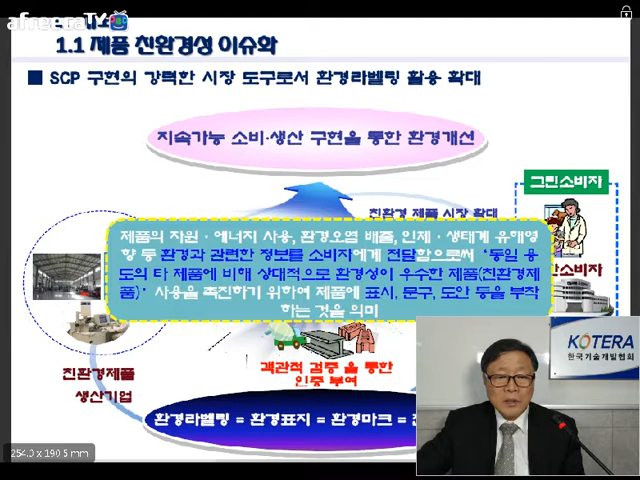 afreecaTV
1.1 제품 친환경성 이슈화
■ SCP 구현의 강력한 시장 도구로서 환경라벨링 활용 확대
지속가능 소비·생산 구현을 통한 환경개선
그린소비자
친환경 제품 시장 확대
제품의 자원·에너지 사용, 환경오염 배출, 인체·생태계 유해영
향 등 환경과 관련한 정보를 소비자에게 전달함으로써 '동일 용
도의 타 제품에 비해 상대적으로 환경성이 우수한 제품(친환경제
품)' 사용을 촉진하기 위하여 제품에 표시, 문구, 도안 등을 부착
하는 것을 의미
소비자
객관적 검증을 통한
인증 부여
친환경제품
생산기업
KOTERA
한국기술개발협회
환경라벨링 = 환경표지 = 환경마크 =
254.0 x 190.5 mm